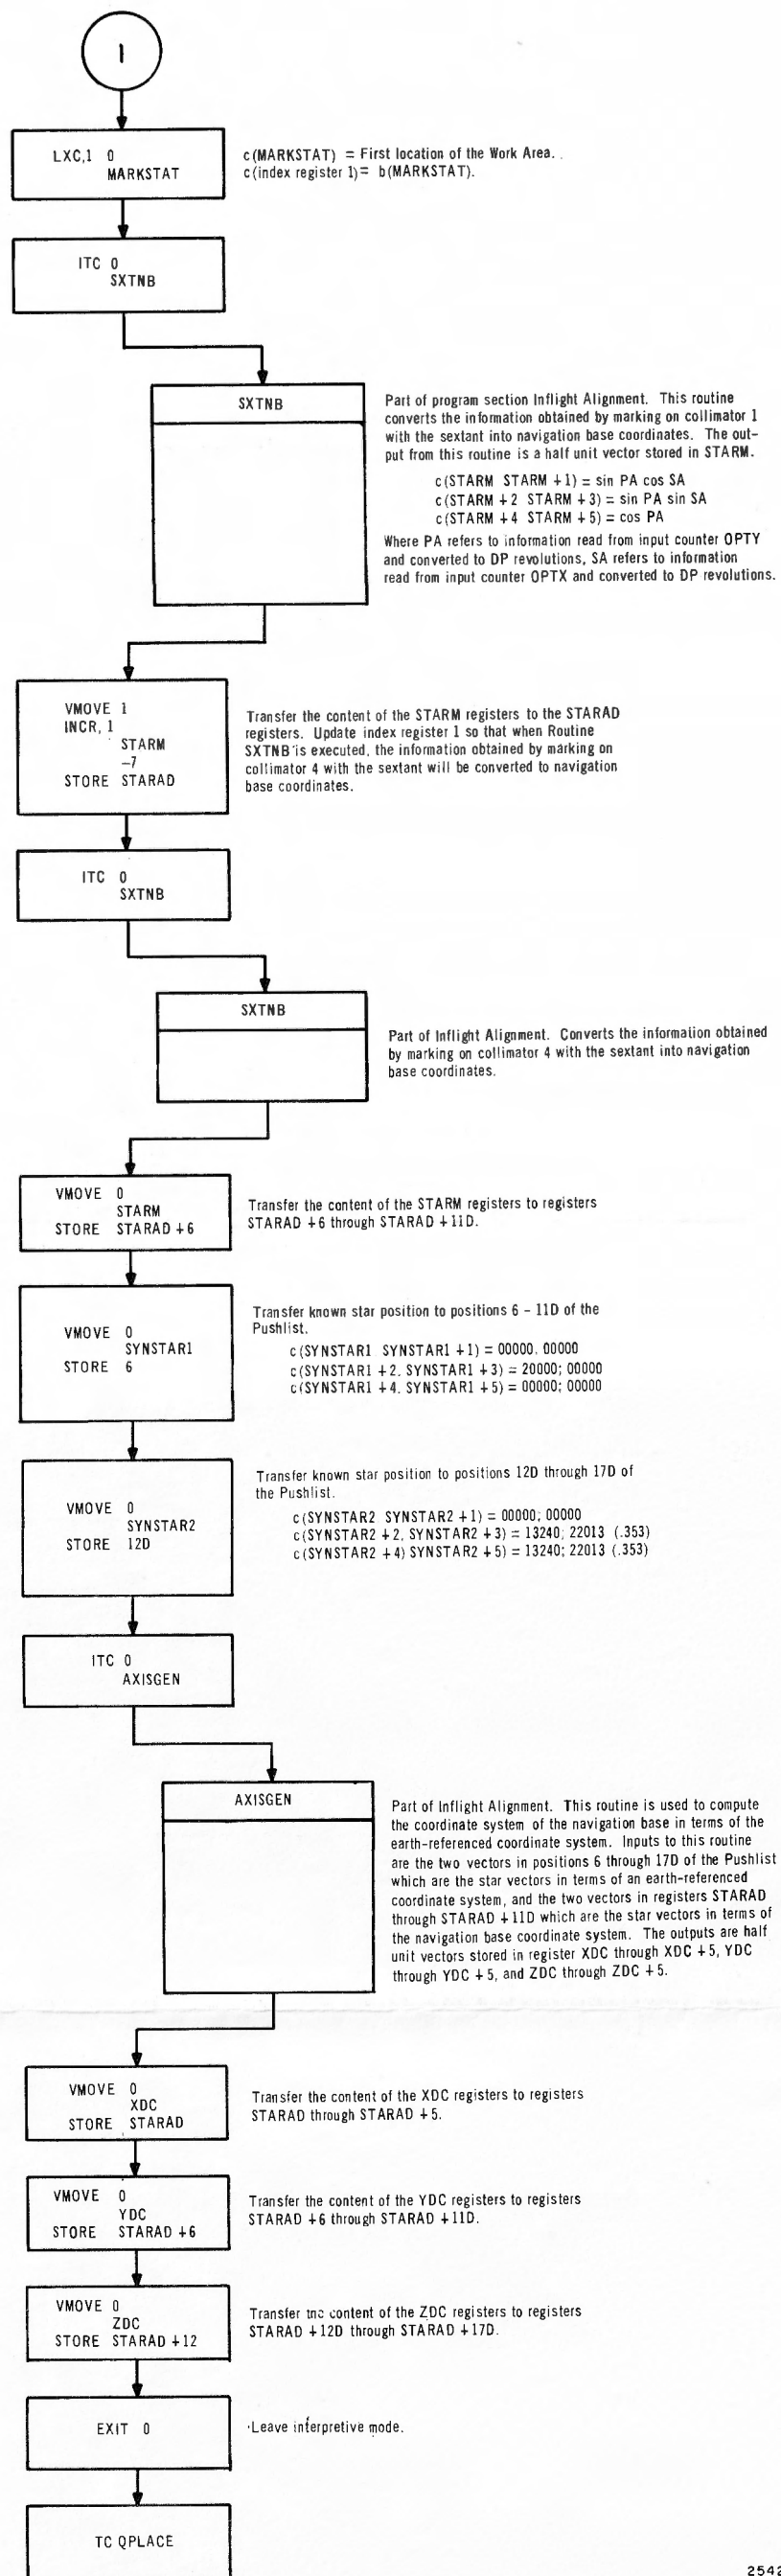 1
LXC,1 0
MARKSTAT
c(MARKSTAT) = First location of the Work Area. .
c(index register 1)= b(MARKSTAT).
ITC 0
SXTNB
SXTNB
Part of program section Inflight Alignment. This routine
converts the information obtained by marking on collimator 1
with the sextant into navigation base coordinates. The out-
put from this routine is a half unit vector stored in STARM.
c(STARM STARM +1) = sin PA cos SA
c(STARM +2 STARM +3) = sin PA sin SA
c(STARM +4 STARM +5) = cos PA
Where PA refers to information read from input counter OPTY
and converted to DP revolutions, SA refers to information
read from input counter OPTX and converted to DP revolutions.
VMOVE 1
INCR, 1
STARM
-7
STORE STARAD
Transfer the content of the STARM registers to the STARAD
registers. Update index register 1 so that when Routine
SXTNB is executed, the information obtained by marking on
collimator 4 with the sextant will be converted to navigation
base coordinates.
ITC 0
SXTNB
SXTNB
Part of Inflight Alignment. Converts the information obtained
by marking on collimator 4 with the sextant into navigation
base coordinates.
VMOVE 0
STARM
STORE STARAD +6
Transfer the content of the STARM registers to registers
STARAD +6 through STARAD +11D.
VMOVE 0
SYNSTAR1
STORE 6
Transfer known star position to positions 6 - 11D of the
Pushlist.
c(SYNSTAR1 SYNSTAR1 +1) = 00000. 00000
c(SYNSTAR1 +2. SYNSTAR1 +3) = 20000; 00000
c(SYNSTAR1 +4. SYNSTAR1 +5) = 00000; 00000
VMOVE 0
SYNSTAR2
STORE 12D
Transfer known star position to positions 12D through 17D of
the Pushlist.
c(SYNSTAR2 SYNSTAR2 +1) = 00000; 00000
c(SYNSTAR2 +2. SYNSTAR2 +3) = 13240; 22013 (.353)
c(SYNSTAR2 +4) SYNSTAR2 +5) = 13240; 22013 (.353)
ITC 0
AXISGEN
AXISGEN
Part of Inflight Alignment. This routine is used to compute
the coordinate system of the navigation base in terms of the
earth-referenced coordinate system. Inputs to this routine
are the two vectors in positions 6 through 17D of the Pushlist
which are the star vectors in terms of an earth-referenced
coordinate system, and the two vectors in registers STARAD
through STARAD +11D which are the star vectors in terms of
the navigation base coordinate system. The outputs are half
unit vectors stored in register XDC through XDC +5, YDC
through YDC +5, and ZDC through ZDC +5.
VMOVE 0
XDC
STORE STARAD
Transfer the content of the XDC registers to registers
STARAD through STARAD +5.
VMOVE 0
YDC
STORE STARAD +6
Transfer the content of the YDC registers to registers
STARAD +6 through STARAD +11D.
VMOVE 0
ZDC
STORE STARAD +12
Transfer the content of the ZDC registers to registers
STARAD +12D through STARAD +17D.
EXIT 0
Leave interpretive mode.
TC QPLACE
2542